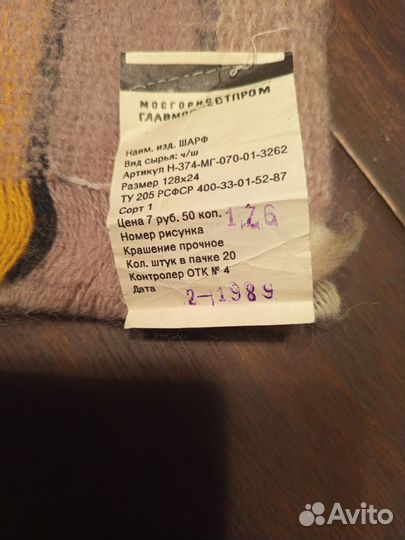 МОСГОРМЕСТПРОМ
Наим. изд. ШАРФ
Вид сырья: ч/ш
Артикул Н-374-МГ-070-01-3262
Размер 128х24
ТУ 205 РСФСР 400-33-01-52-87
Сорт 1
Цена 7 руб. 50 коп.
Номер рисунка 126
Крашение прочное
Кол. штук в пачке 20
Контролер ОТК № 4
Дата 2-1989
Avito